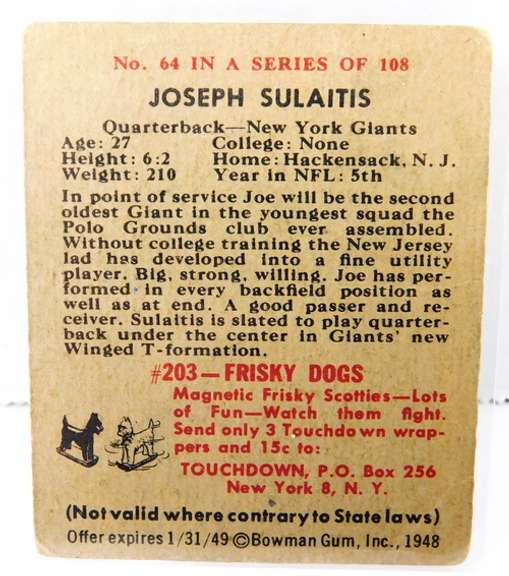 No. 64 IN A SERIES OF 108
JOSEPH SULAITIS
Quarterback—New York Giants
Age: 27 College: None
Height: 6:2 Home: Hackensack, N. J.
Weight: 210 Year in NFL: 5th
In point of service Joe will be the second
oldest Giant in the youngest squad the
Polo Grounds club ever assembled.
Without college training the New Jersey
lad has developed into a fine utility
player. Big, strong, willing. Joe has per-
formed in every backfield position as
well as at end. A good passer and re-
ceiver. Sulaitis is slated to play quarter-
back under the center in Giants' new
Winged T-formation.
#203—FRISKY DOGS
Magnetic Frisky Scotties—Lots
of Fun—Watch them fight.
Send only 3 Touchdown wrap-
pers and 15c to:
TOUCHDOWN, P.O. Box 256
New York 8, N. Y.
(Not valid where contrary to State laws)
Offer expires 1/31/49 ©Bowman Gum, Inc., 1948